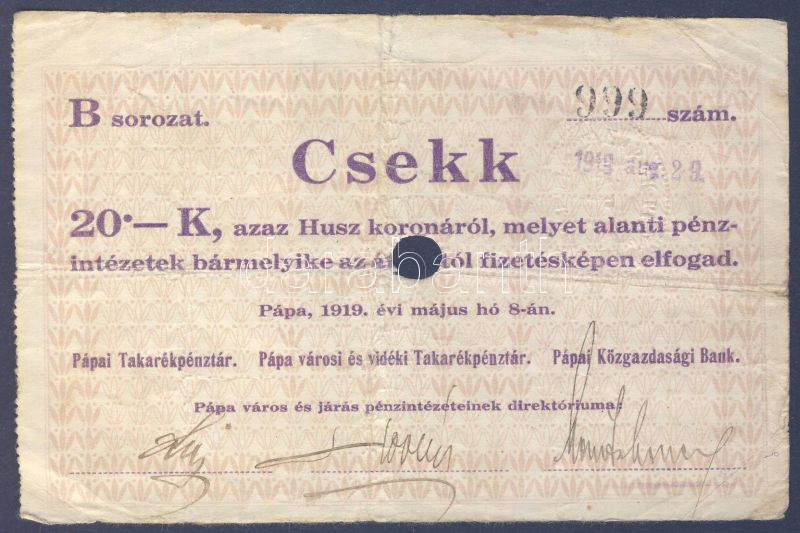 B sorozat. 999 szám.
Csekk
1919 aug. 29.
20·— K, azaz Husz koronáról, melyet alanti pénz-
intézetek bármelyike az tól fizetésképen elfogad.
darabanth
Pápa, 1919. évi május hó 8-án.
Pápai Takarékpénztár. Pápa városi és vidéki Takarékpénztár. Pápai Közgazdasági Bank.
Pápa város és járás pénzintézeteinek direktóriuma: